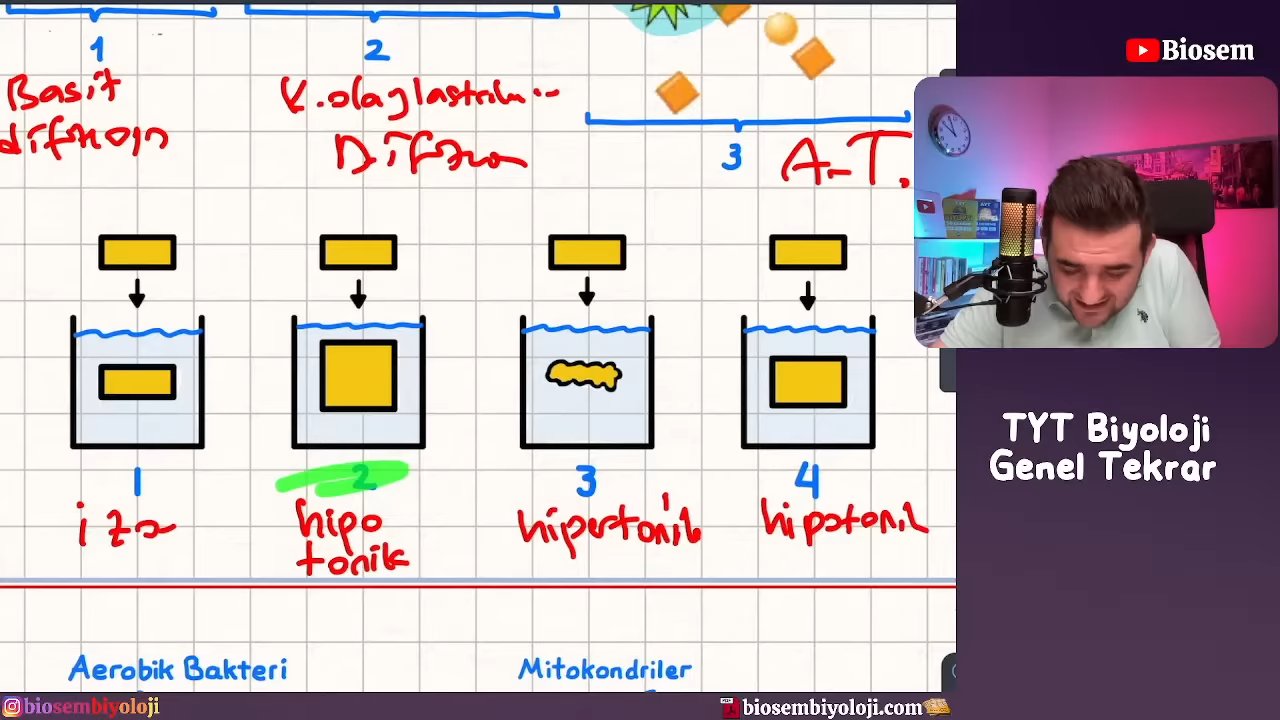 1
2
Basit
difüzyon
K.olaylastrılm...
Difüzyon
3
A.T.
Biosem
1
2
3
4
izo
hipo
tonik
hipertonik
hipotonik
TYT Biyoloji
Genel Tekrar
Aerobik Bakteri
Mitokondriler
biosembiyoloji
biosembiyoloji.com